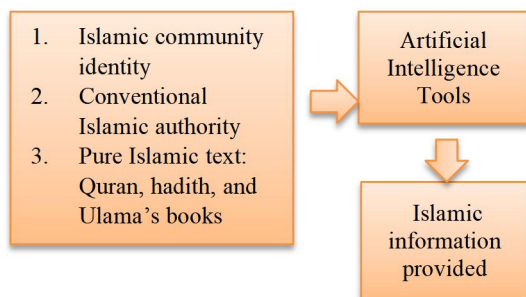 1. Islamic community
identity
2. Conventional
Islamic authority
3. Pure Islamic text:
Quran, hadith, and
Ulama's books
Artificial
Intelligence
Tools
Islamic
information
provided